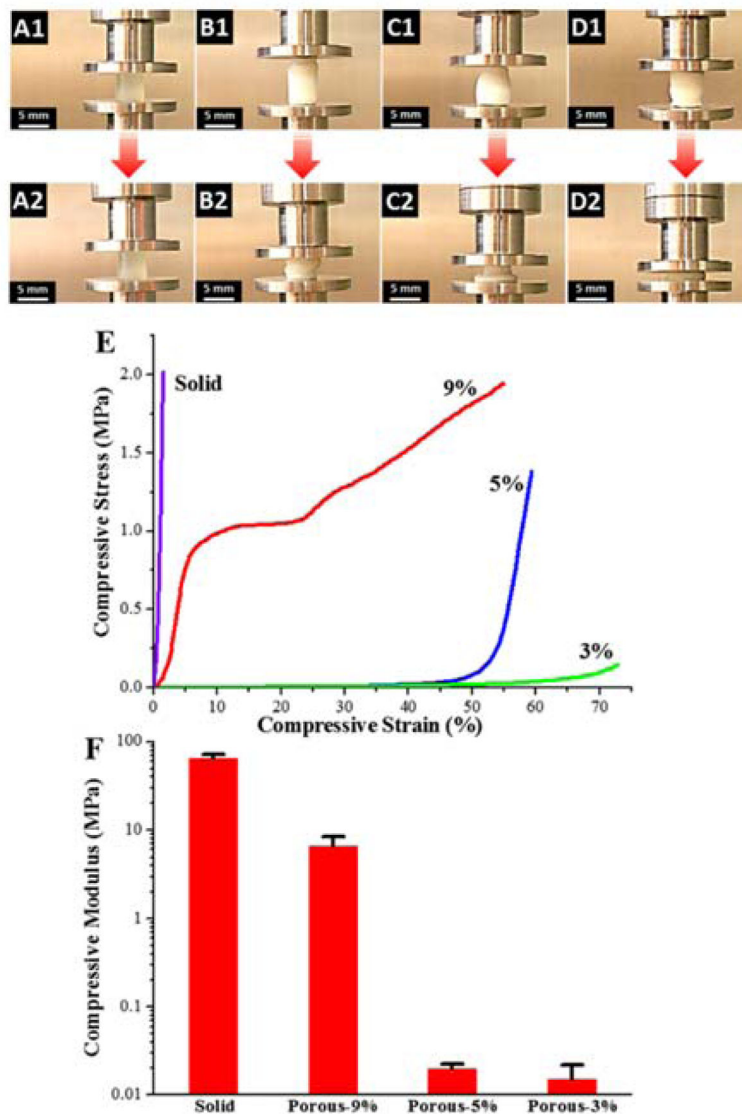 A1 B1 C1 D1
5 mm 5 mm 5 mm 5 mm
A2 B2 C2 D2
5 mm 5 mm 5 mm 5 mm
E
Compressive Stress (MPa)
2.0
1.5
1.0
0.5
0.0
Solid
9%
5%
3%
0 10 20 30 40 50 60 70
Compressive Strain (%)
F
Compressive Modulus (MPa)
100
10
1
0.1
0.01
Solid Porous-9% Porous-5% Porous-3%